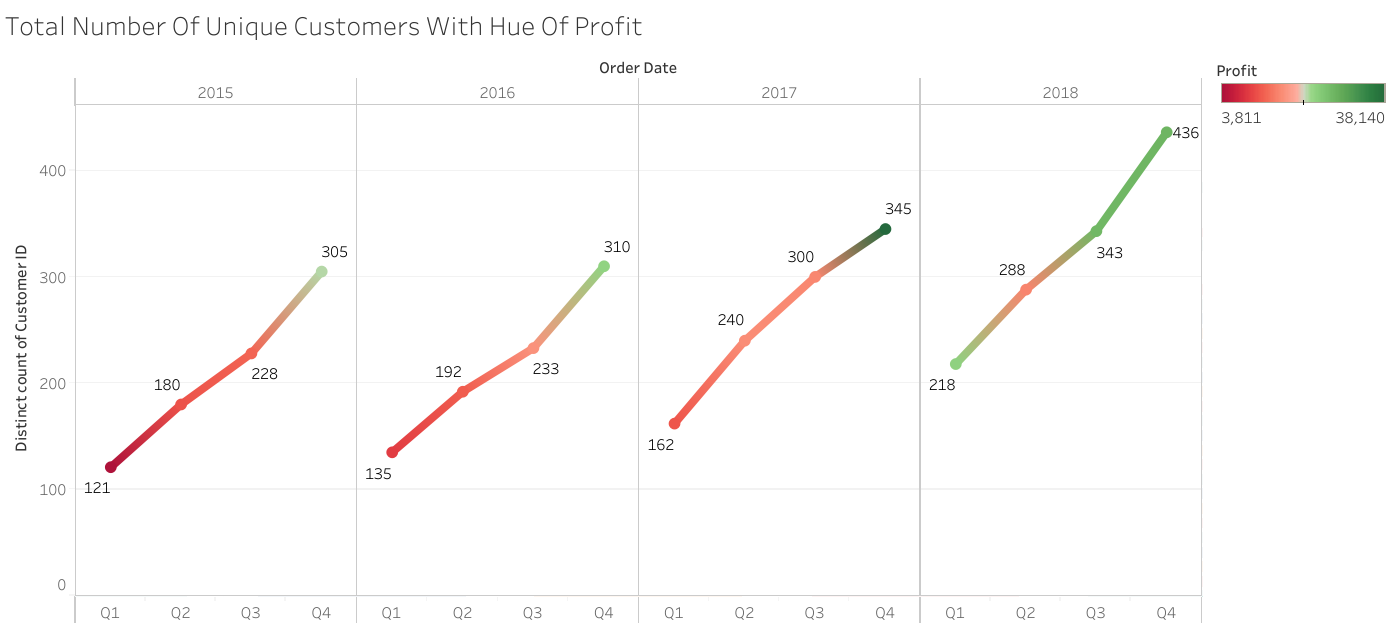 Total Number Of Unique Customers With Hue Of Profit
Order Date
2015 2016 2017 2018
Profit
3,811 38,140
Distinct count of Customer ID
400
300
200
100
0
121 180 228 305
135 192 233 310
162 240 300 345
218 288 343 436
Q1 Q2 Q3 Q4 Q1 Q2 Q3 Q4 Q1 Q2 Q3 Q4 Q1 Q2 Q3 Q4